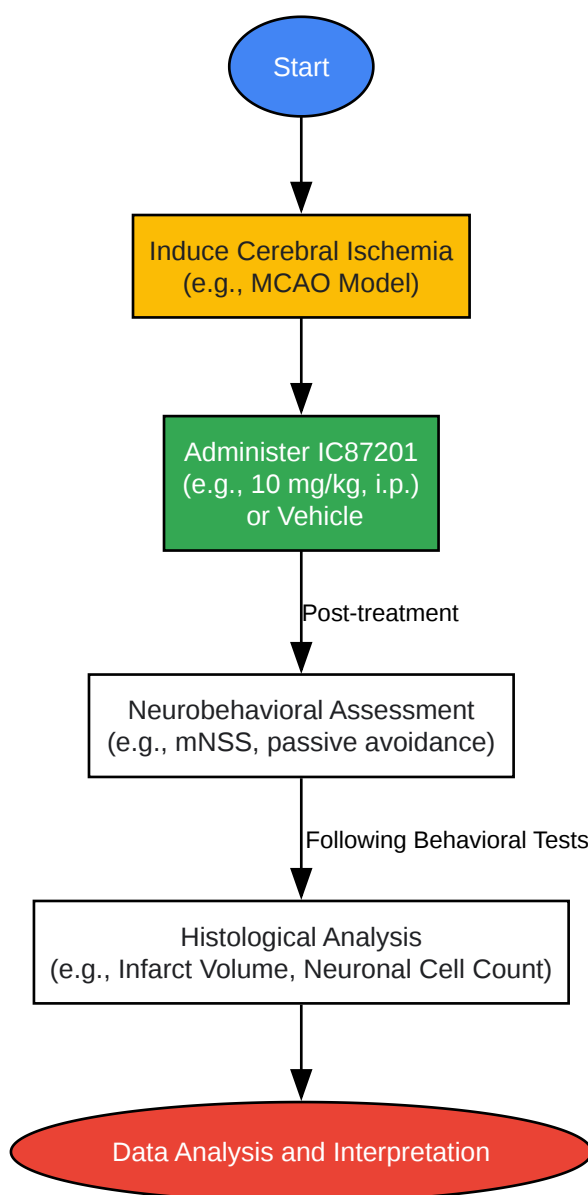 Start
Induce Cerebral Ischemia
(e.g., MCAO Model)
Administer IC87201
(e.g., 10 mg/kg, i.p.)
or Vehicle
Post-treatment
Neurobehavioral Assessment
(e.g., mNSS, passive avoidance)
Following Behavioral Tests
Histological Analysis
(e.g., Infarct Volume, Neuronal Cell Count)
Data Analysis and Interpretation